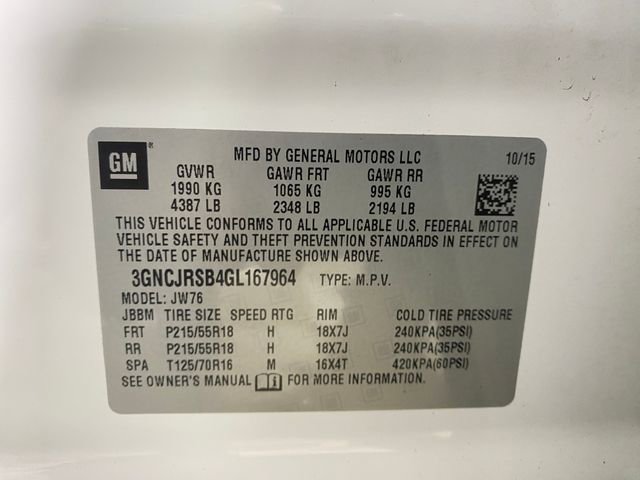 GM
MFD BY GENERAL MOTORS LLC 10/15
GVWR GAWR FRT GAWR RR
1990 KG 1065 KG 995 KG
4387 LB 2348 LB 2194 LB
THIS VEHICLE CONFORMS TO ALL APPLICABLE U.S. FEDERAL MOTOR
VEHICLE SAFETY AND THEFT PREVENTION STANDARDS IN EFFECT ON
THE DATE OF MANUFACTURE SHOWN ABOVE.
3GNCJRSB4GL167964 TYPE: M.P.V.
MODEL: JW76
JBBM TIRE SIZE SPEED RTG RIM COLD TIRE PRESSURE
FRT P215/55R18 H 18X7J 240KPA(35PSI)
RR P215/55R18 H 18X7J 240KPA(35PSI)
SPA T125/70R16 M 16X4T 420KPA(60PSI)
SEE OWNER'S MANUAL FOR MORE INFORMATION.